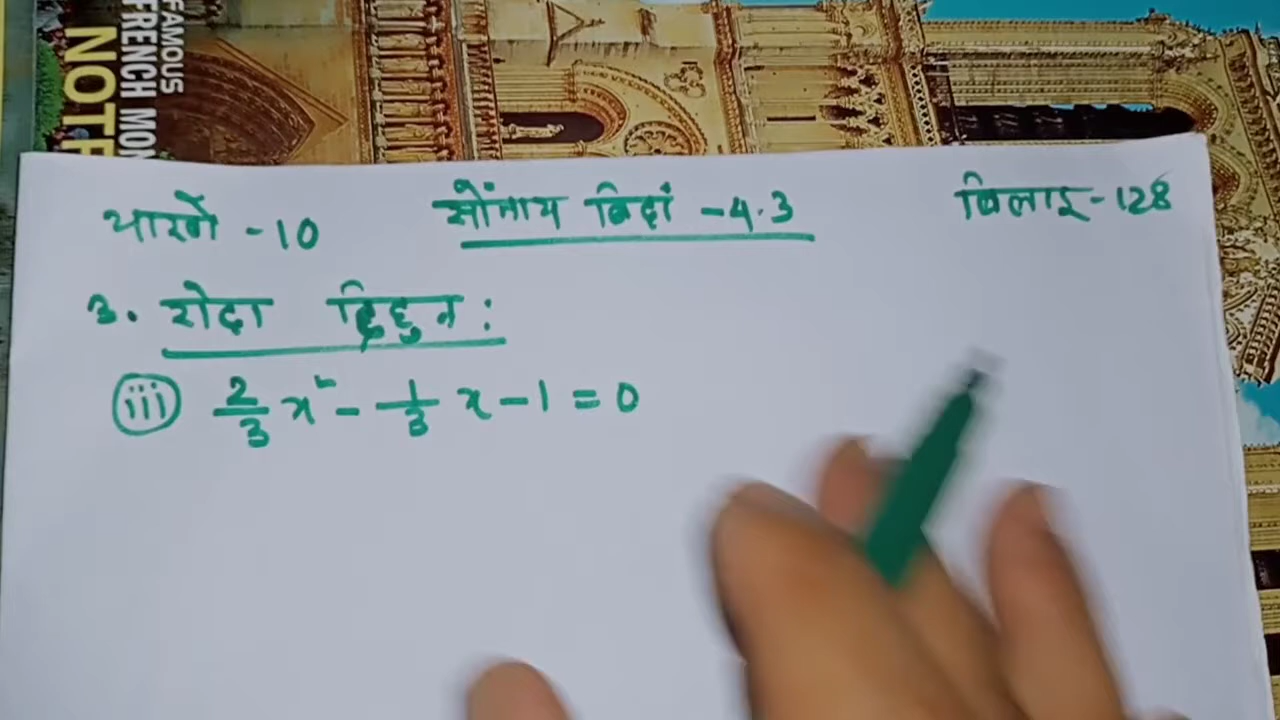 FAMOUS
FRENCH MON
NOTR
थाखो -10 सोंनाय बिदां -4.3 बिलाइ-128
3. रोदा दिहुन :
(iii) 2/3 x² - 1/3 x - 1 = 0